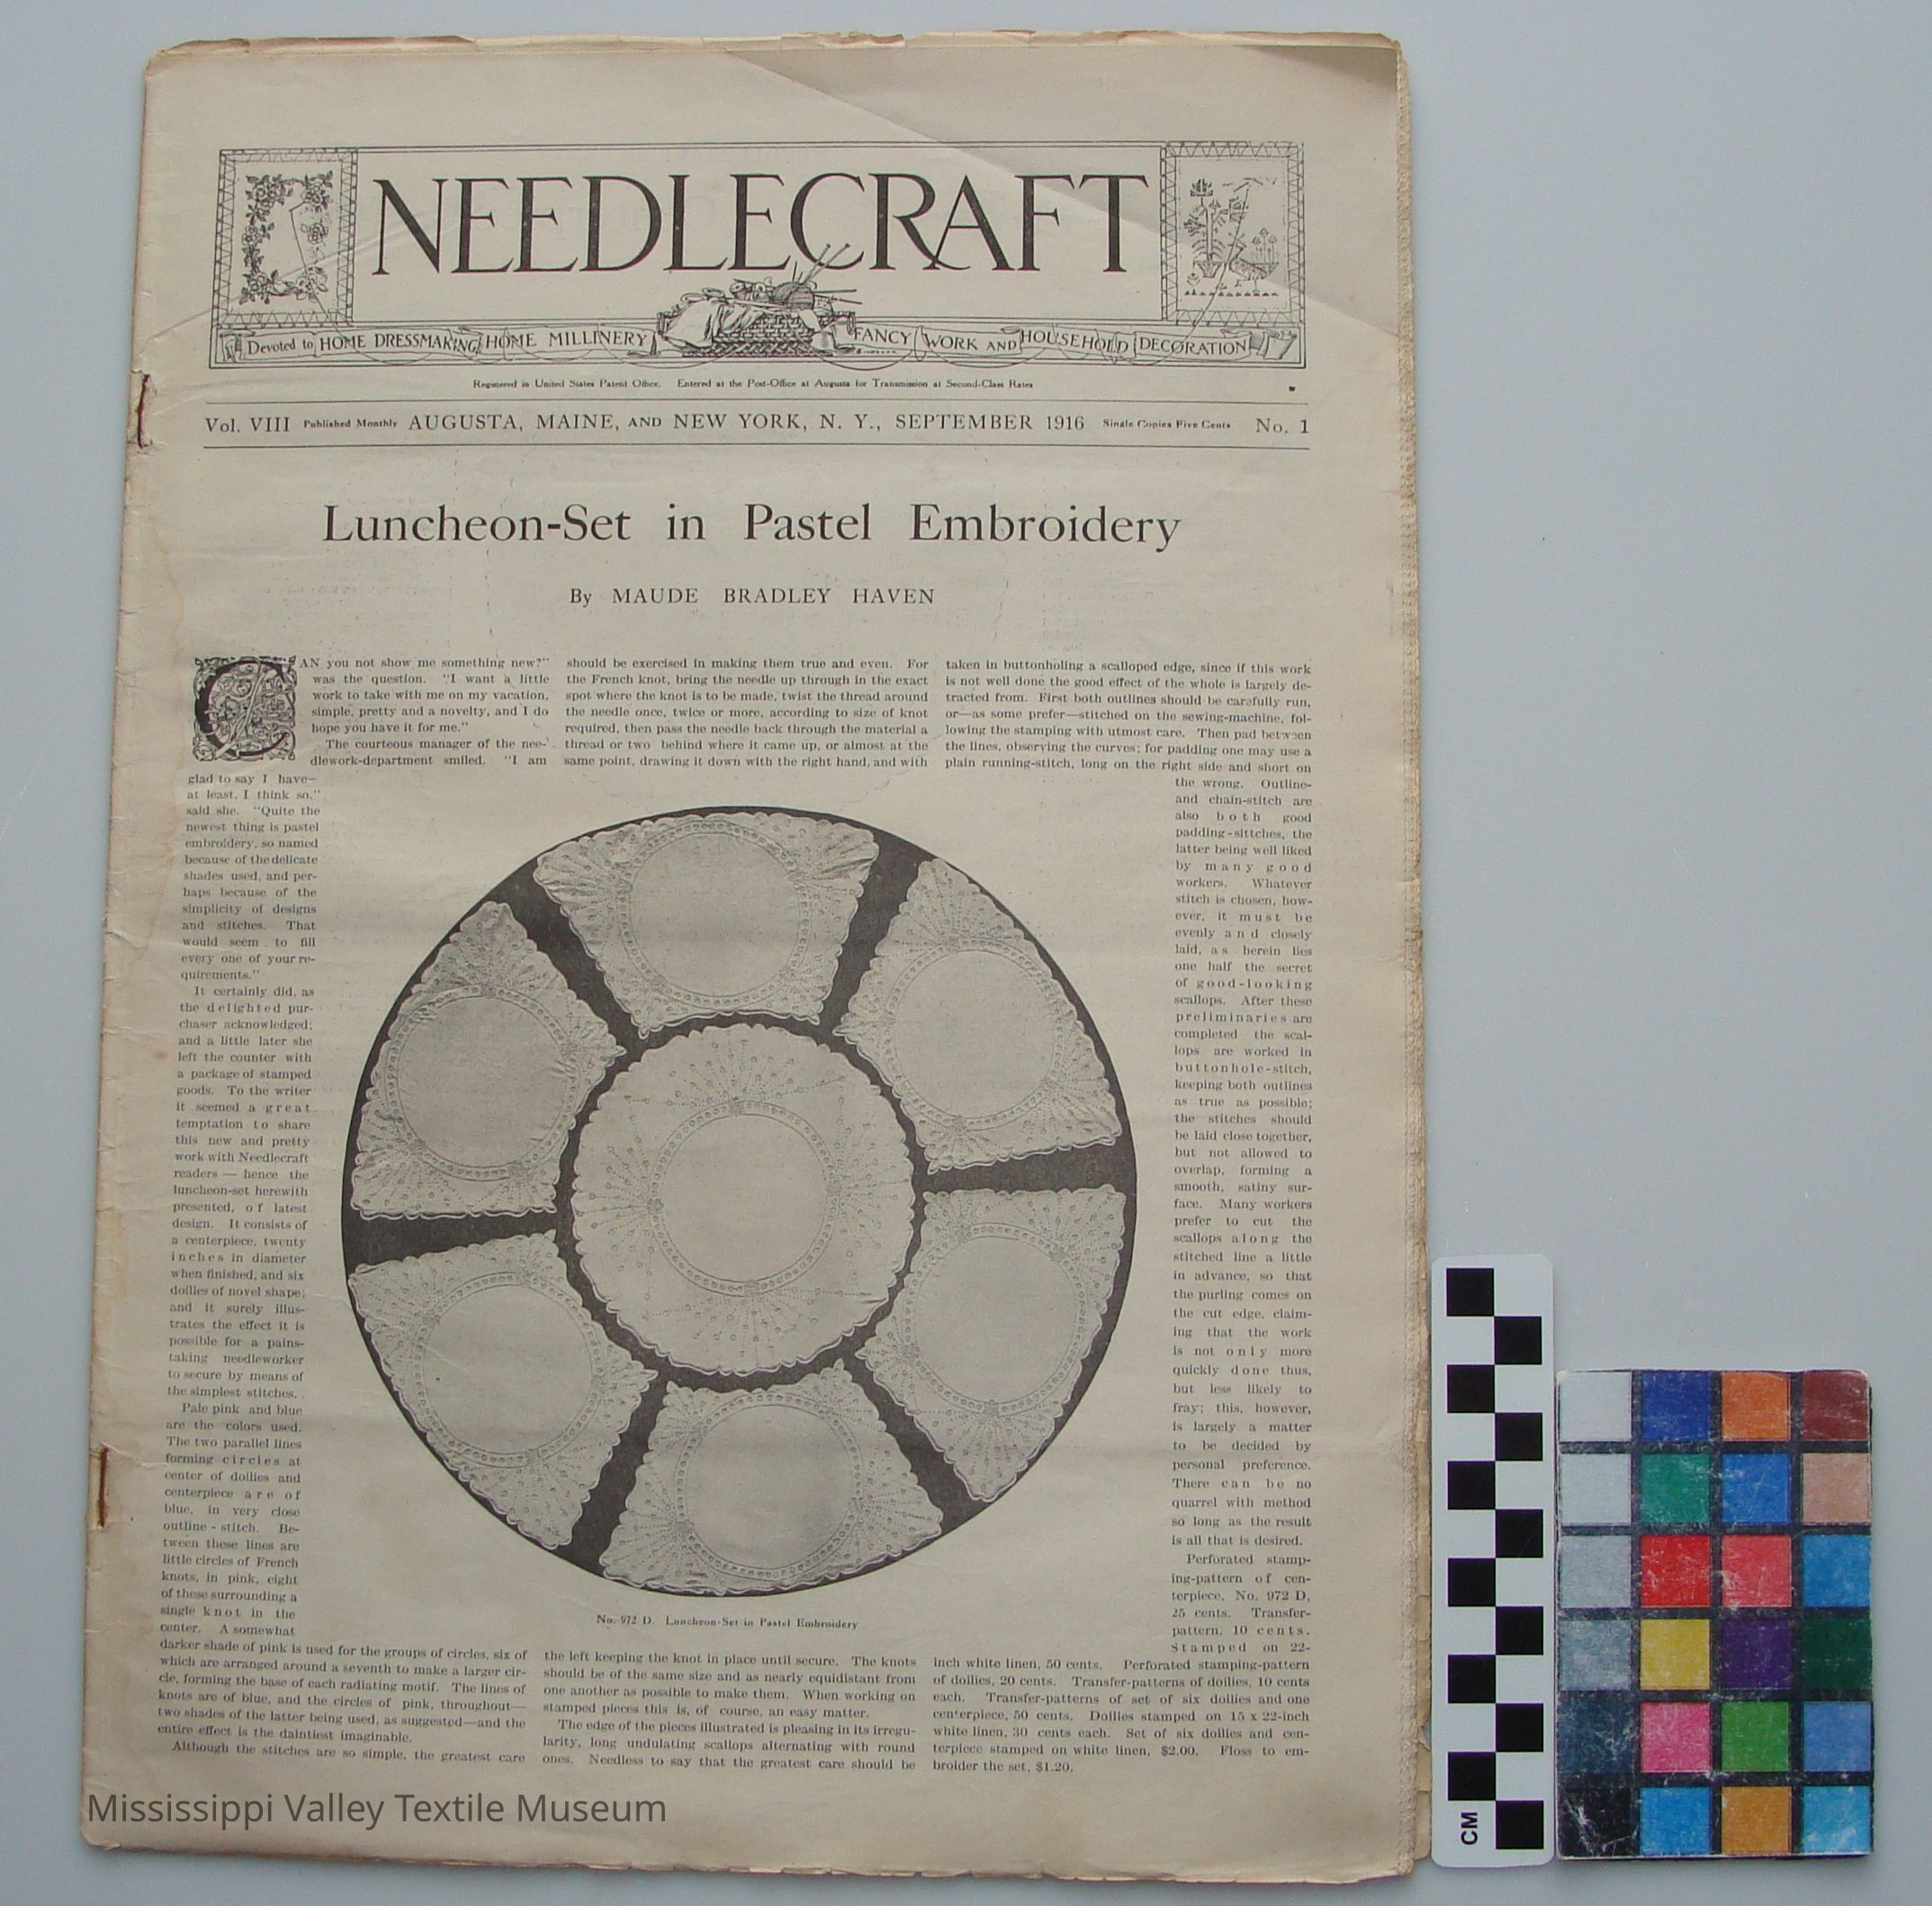 NEEDLECRAFT
Devoted to HOME DRESSMAKING HOME MILLINERY FANCY WORK AND HOUSEHOLD DECORATION
Registered in United States Patent Office. Entered at the Post-Office at Augusta for Transmission at Second-Class Rates
Vol. VIII Published Monthly AUGUSTA, MAINE, AND NEW YORK, N. Y., SEPTEMBER 1916 Single Copies Five Cents No. 1
Luncheon-Set in Pastel Embroidery
By MAUDE BRADLEY HAVEN
CAN you not show me something new?"
was the question. "I want a little
work to take with me on my vacation,
simple, pretty and a novelty, and I do
hope you have it for me."
The courteous manager of the nee-
dlework-department smiled. "I am
glad to say I have—
at least, I think so."
said she. "Quite the
newest thing is pastel
embroidery, so named
because of the delicate
shades used, and per-
haps because of the
simplicity of designs
and stitches. That
would seem to fill
every one of your re-
quirements."
It certainly did, as
the delighted pur-
chaser acknowledged;
and a little later she
left the counter with
a package of stamped
goods. To the writer
it seemed a great
temptation to share
this new and pretty
work with Needlecraft
readers — hence the
luncheon-set herewith
presented, of latest
design. It consists of
a centerpiece, twenty
inches in diameter
when finished, and six
doilies of novel shape;
and it surely illus-
trates the effect it is
possible for a pains-
taking needleworker
to secure by means of
the simplest stitches.
Pale pink and blue
are the colors used.
The two parallel lines
forming circles at
center of doilies and
centerpiece are of
blue, in very close
outline-stitch. Be-
tween these lines are
little circles of French
knots, in pink, eight
of these surrounding a
single knot in the
center. A somewhat
darker shade of pink is used for the groups of circles, six of
which are arranged around a seventh to make a larger cir-
cle, forming the base of each radiating motif. The lines of
knots are of blue, and the circles of pink, throughout—
two shades of the latter being used, as suggested—and the
entire effect is the daintiest imaginable.
Although the stitches are so simple, the greatest care
should be exercised in making them true and even. For
the French knot, bring the needle up through in the exact
spot where the knot is to be made, twist the thread around
the needle once, twice or more, according to size of knot
required, then pass the needle back through the material a
thread or two behind where it came up, or almost at the
same point, drawing it down with the right hand, and with
No. 972 D. Luncheon-Set in Pastel Embroidery
the left keeping the knot in place until secure. The knots
should be of the same size and as nearly equidistant from
one another as possible to make them. When working on
stamped pieces this is, of course, an easy matter.
The edge of the pieces illustrated is pleasing in its irregu-
larity, long undulating scallops alternating with round
ones. Needless to say that the greatest care should be
taken in buttonholing a scalloped edge, since if this work
is not well done the good effect of the whole is largely de-
tracted from. First both outlines should be carefully run,
or—as some prefer—stitched on the sewing-machine, fol-
lowing the stamping with utmost care. Then pad between
the lines, observing the curves; for padding one may use a
plain running-stitch, long on the right side and short on
the wrong. Outline-
and chain-stitch are
also both good
padding-sittches, the
latter being well liked
by many good
workers. Whatever
stitch is chosen, how-
ever, it must be
evenly and closely
laid, as herein lies
one half the secret
of good-looking
scallops. After these
preliminaries are
completed the scal-
lops are worked in
buttonhole-stitch,
keeping both outlines
as true as possible;
the stitches should
be laid close together,
but not allowed to
overlap, forming a
smooth, satiny sur-
face. Many workers
prefer to cut the
scallops along the
stitched line a little
in advance, so that
the purling comes on
the cut edge, claim-
ing that the work
is not only more
quickly done thus,
but less likely to
fray; this, however,
is largely a matter
to be decided by
personal preference.
There can be no
quarrel with method
so long as the result
is all that is desired.
Perforated stamp-
ing-pattern of cen-
terpiece, No. 972 D,
25 cents. Transfer-
pattern, 10 cents.
Stamped on 22-
inch white linen, 50 cents. Perforated stamping-pattern
of doilies, 20 cents. Transfer-patterns of doilies, 10 cents
each. Transfer-patterns of set of six doilies and one
centerpiece, 50 cents. Doilies stamped on 15 x 22-inch
white linen, 30 cents each. Set of six doilies and cen-
terpiece stamped on white linen, $2.00. Floss to em-
broider the set, $1.20.
Mississippi Valley Textile Museum
CM